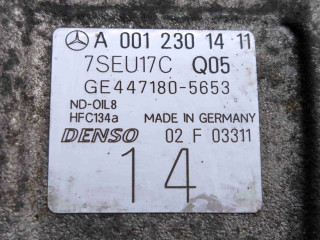 A 001 230 14 11
7SEU17C Q05
GE447180-5653
ND-OIL8
HFC134a MADE IN GERMANY
DENSO 02 F 03311
14